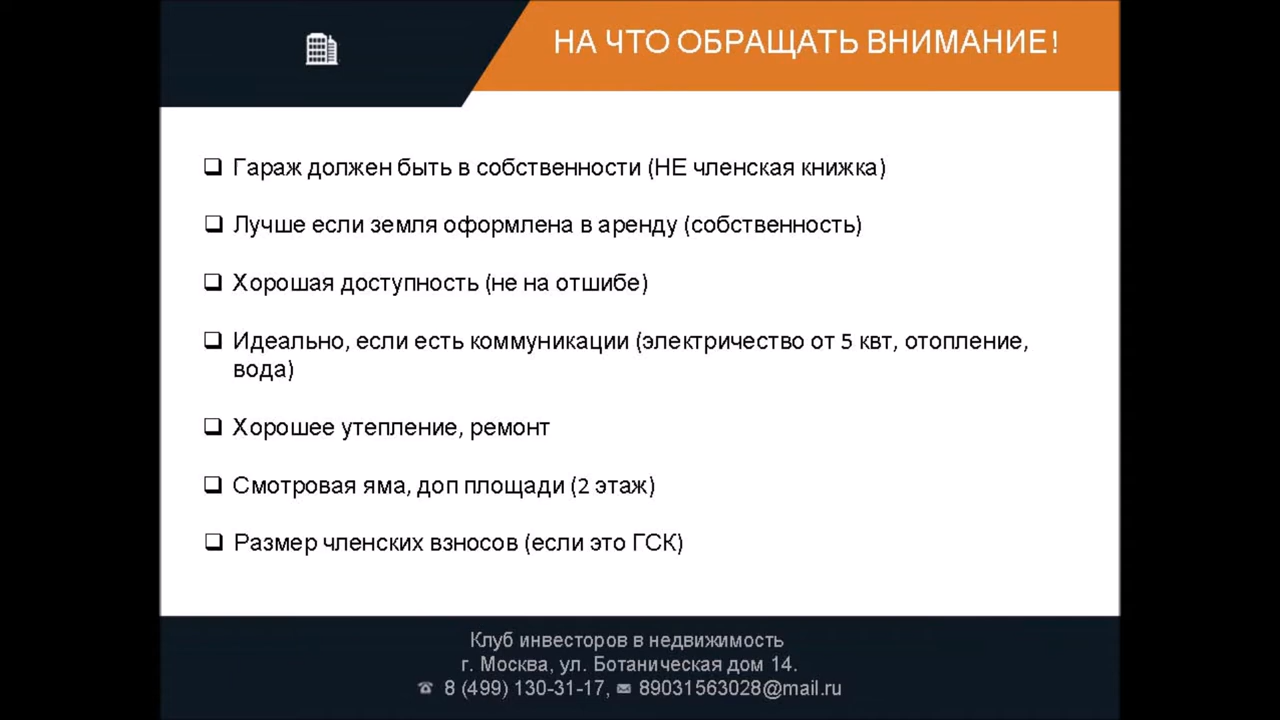 НА ЧТО ОБРАЩАТЬ ВНИМАНИЕ!
Гараж должен быть в собственности (НЕ членская книжка)
Лучше если земля оформлена в аренду (собственность)
Хорошая доступность (не на отшибе)
Идеально, если есть коммуникации (электричество от 5 квт, отопление,
вода)
Хорошее утепление, ремонт
Смотровая яма, доп площади (2 этаж)
Размер членских взносов (если это ГСК)
Клуб инвесторов в недвижимость
г. Москва, ул. Ботаническая дом 14.
8 (499) 130-31-17, 89031563028@mail.ru